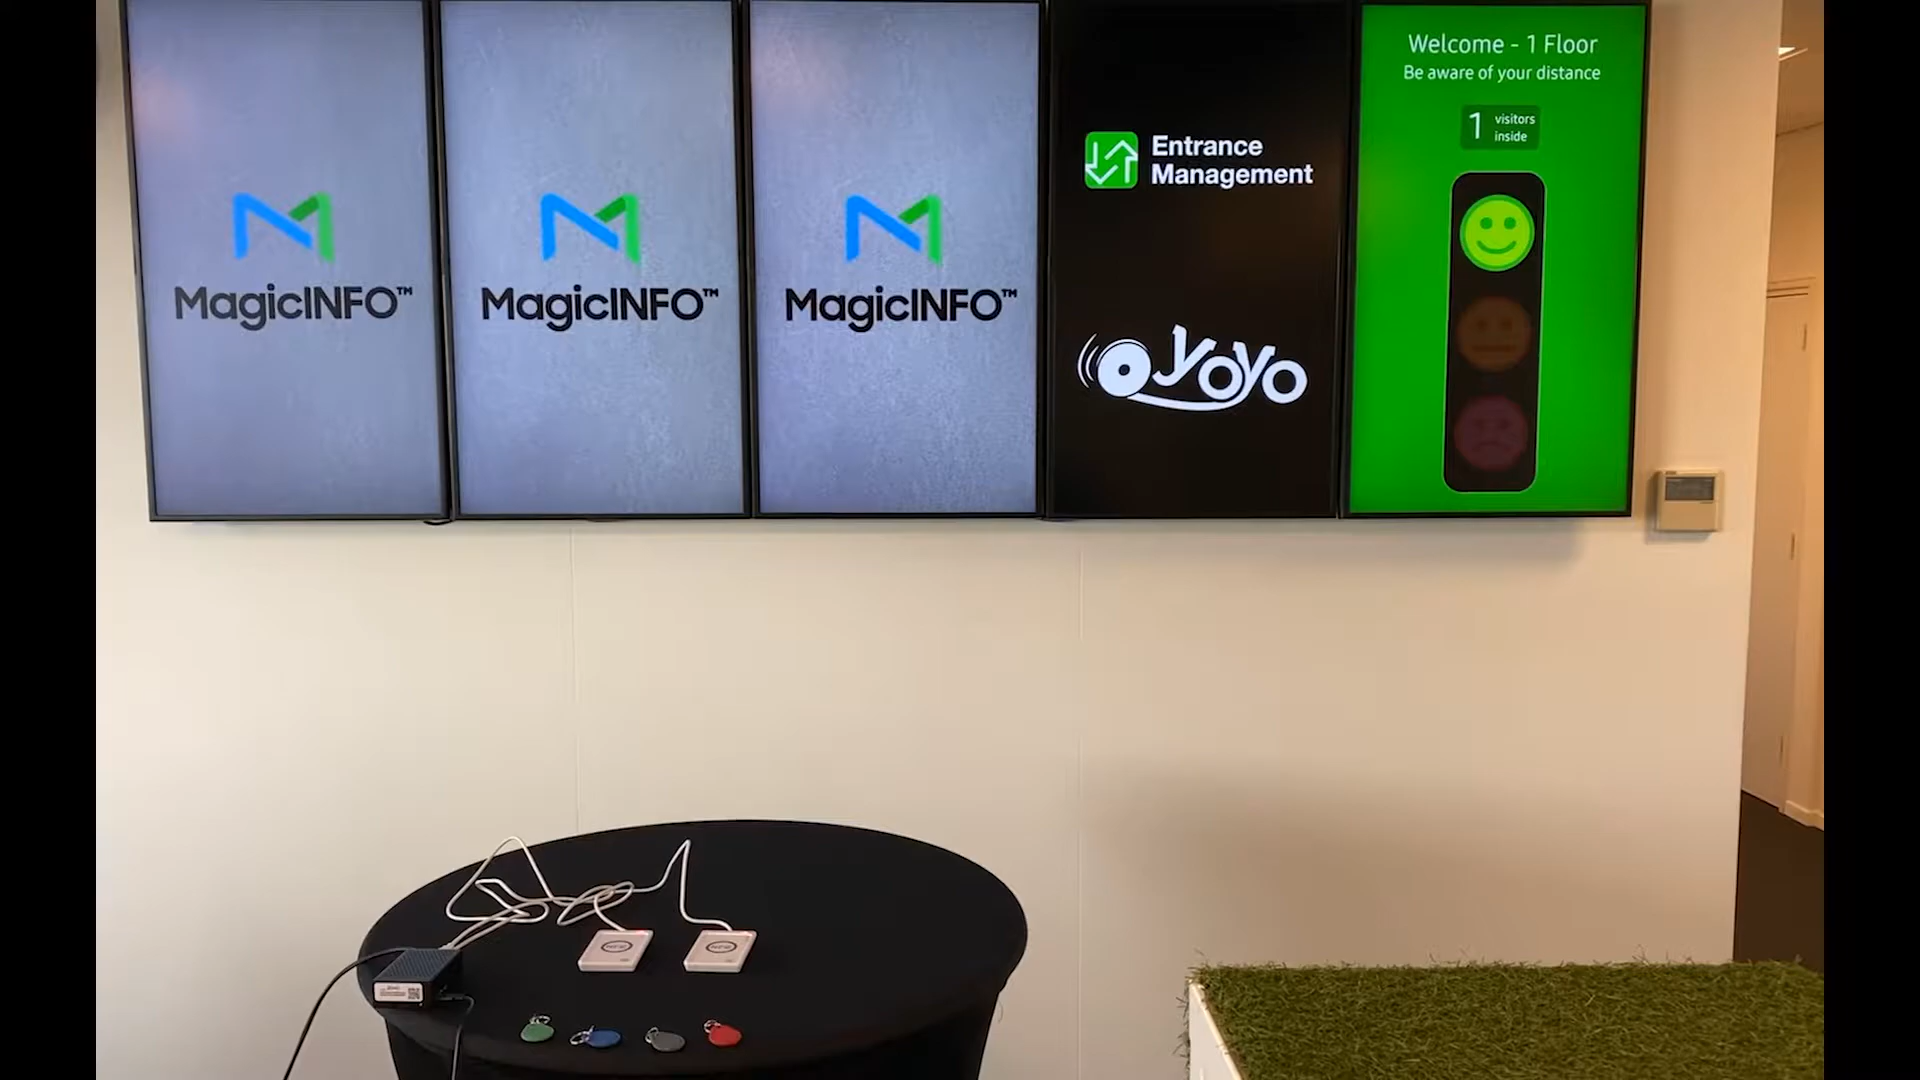 MagicINFO™
MagicINFO™
MagicINFO™
Entrance
Management
yoyo
Welcome - 1 Floor
Be aware of your distance
1 visitors
inside